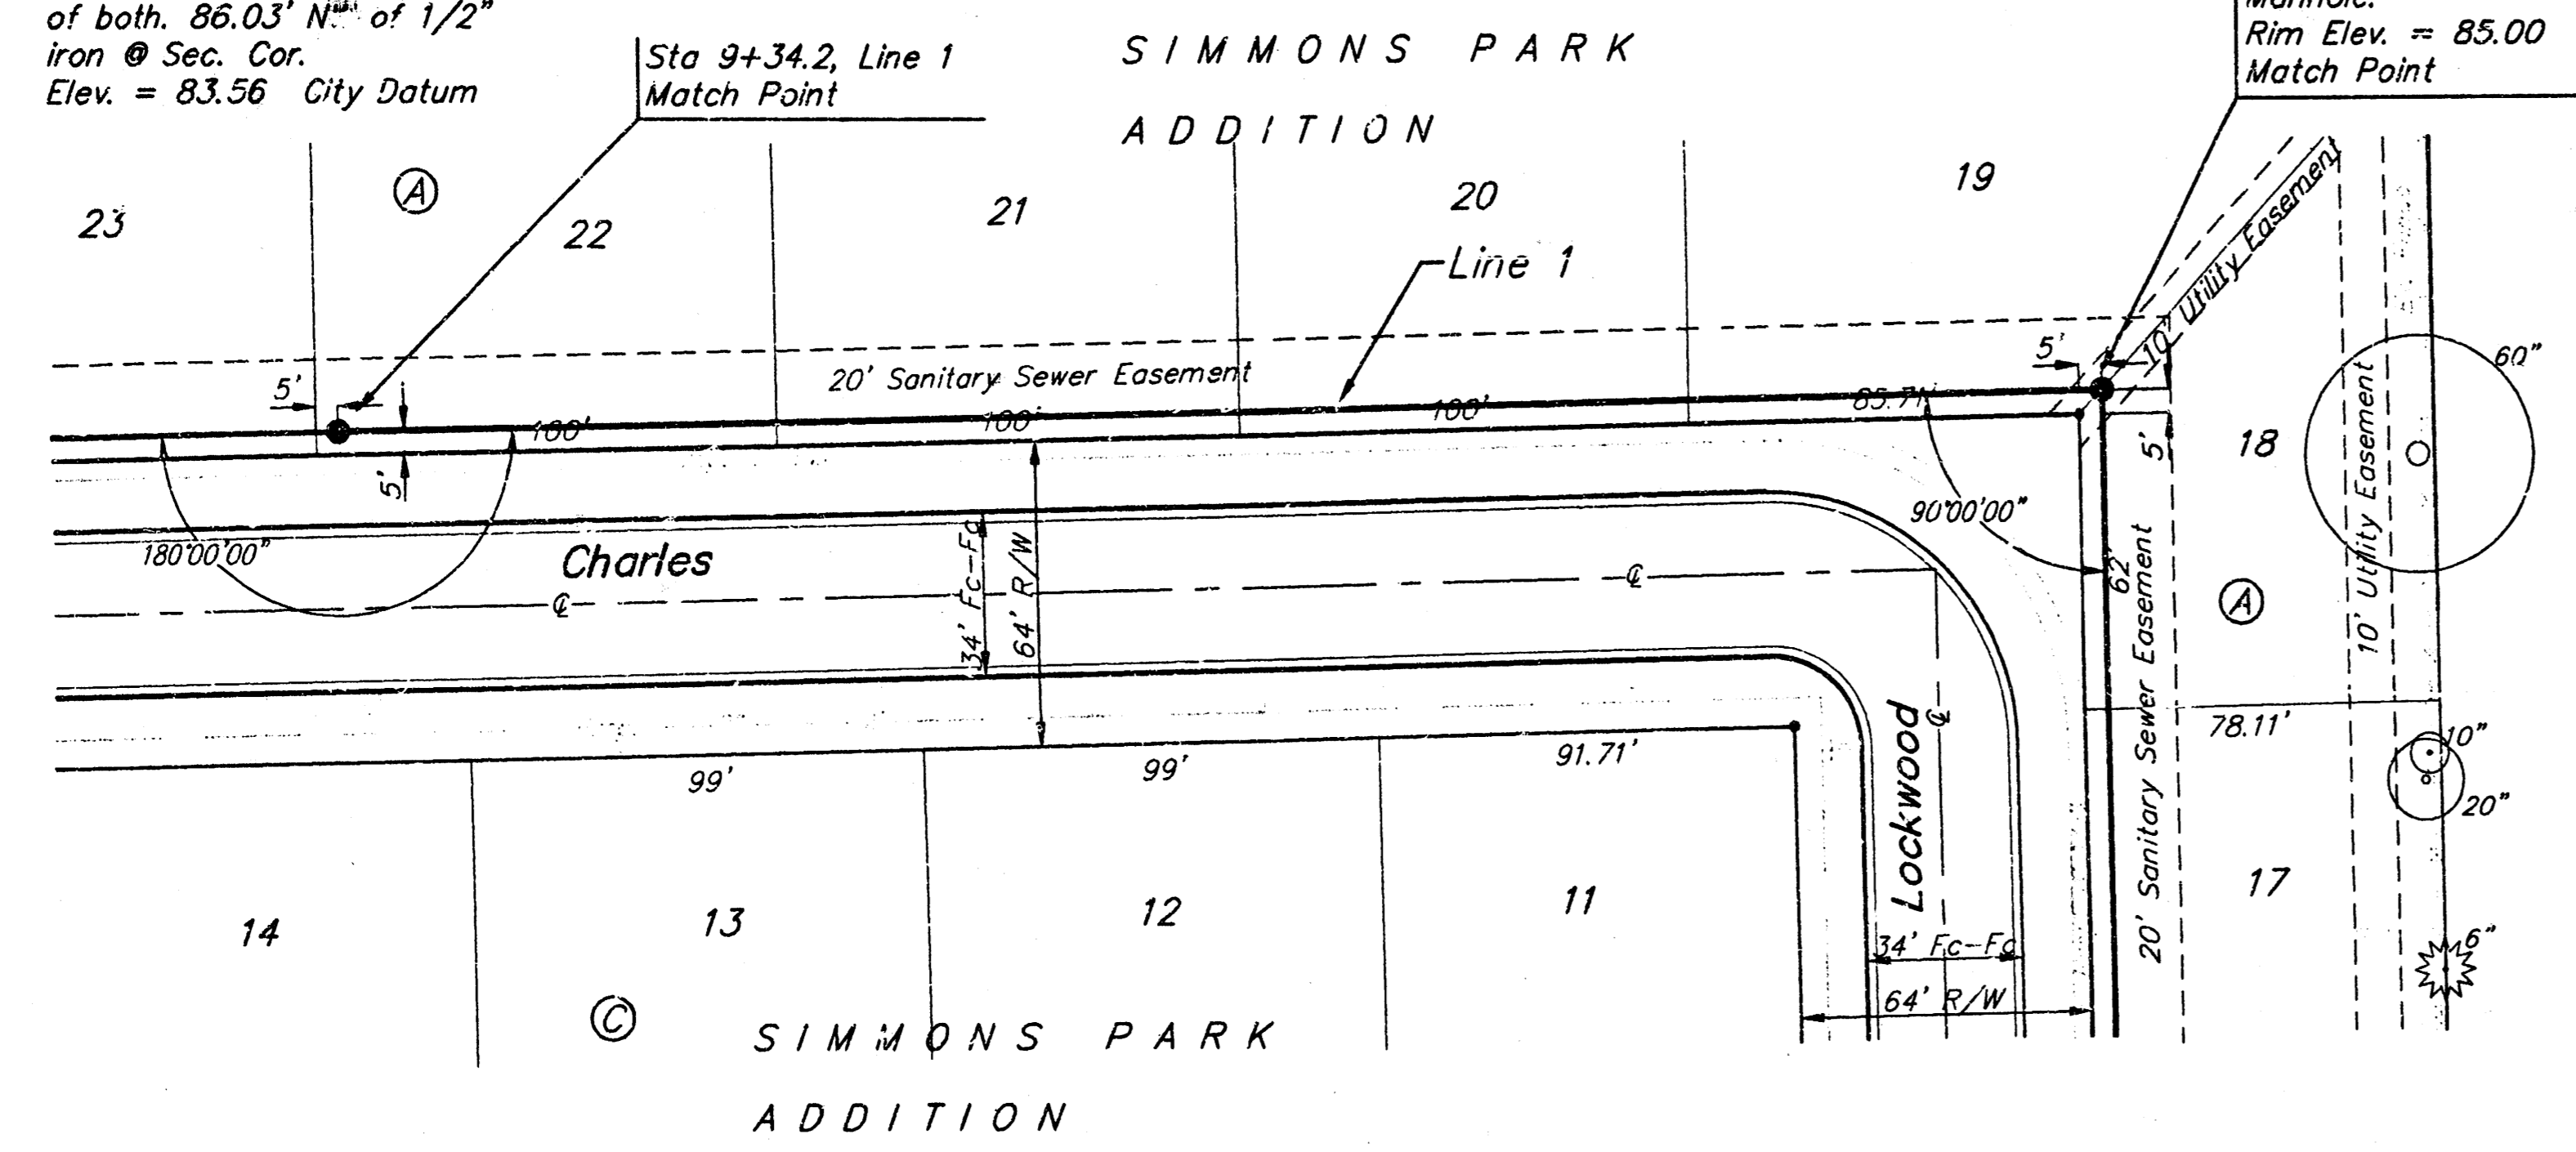 of both. 86.03' N of 1/2"
iron @ Sec. Cor.
Elev. = 83.56 City Datum
Sta 9+34.2, Line 1
Match Point
SIMMONS PARK
ADDITION
Manhole.
Rim Elev. = 85.00
Match Point
23
A
22
21
20
19
Line 1
10' Utility Easement
20' Sanitary Sewer Easement
5'
5'
60"
100'
100'
100'
85.71'
5'
5'
18
10' Utility Easement
180°00'00"
Charles
34' Fc-Fc
64' R/W
℄
℄
90°00'00"
62'
20' Sanitary Sewer Easement
A
Lockwood
℄
78.11'
10"
20"
99'
99'
91.71'
14
13
12
11
17
34' Fc-Fc
64' R/W
6"
C
SIMMONS PARK
ADDITION